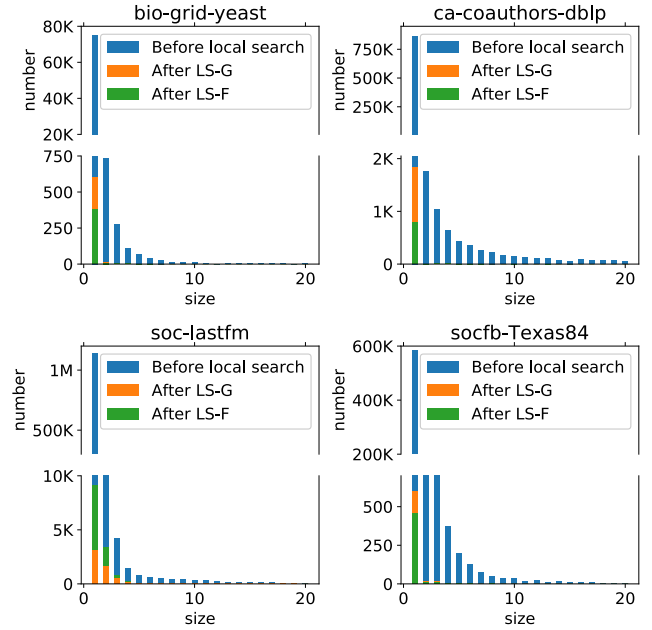 bio-grid-yeast
80K
60K
40K
20K
number
Before local search
After LS-G
After LS-F
750
500
250
0
0
10
20
size
ca-coauthors-dblp
750K
500K
250K
number
Before local search
After LS-G
After LS-F
2K
1K
0
0
10
20
size
soc-lastfm
1M
500K
number
Before local search
After LS-G
After LS-F
10K
5K
0
0
10
20
size
socfb-Texas84
600K
400K
200K
number
Before local search
After LS-G
After LS-F
500
250
0
0
10
20
size